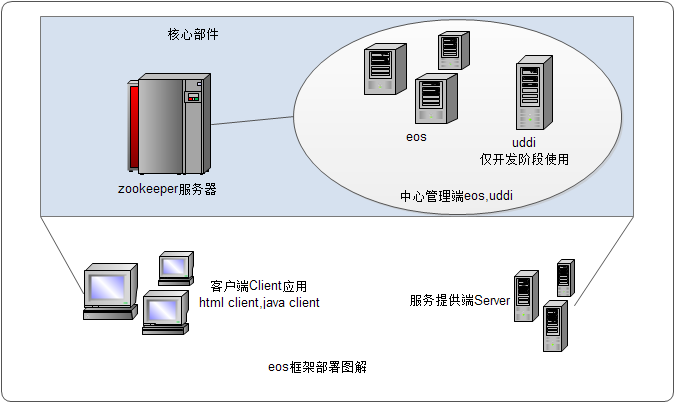 核心部件
zookeeper服务器
eos
uddi
仅开发阶段使用
中心管理端eos,uddi
客户端Client应用
html client,java client
服务提供端Server
eos框架部署图解